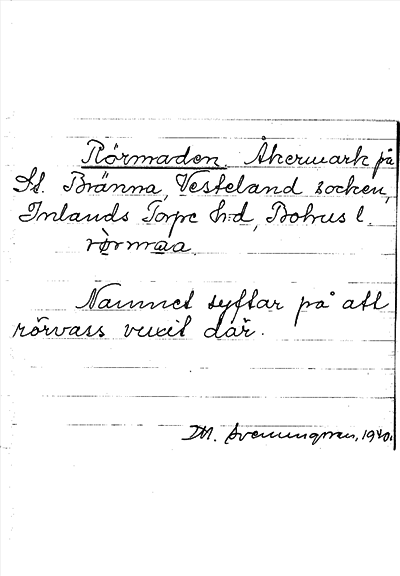 Rörmaden. Åkermark på
St. Bränna, Vesteland socken,
Inlands Torpe h:d, Bohus l.
rörmaa.
Namnet syftar på att
rörvass vuxit där.
1940.